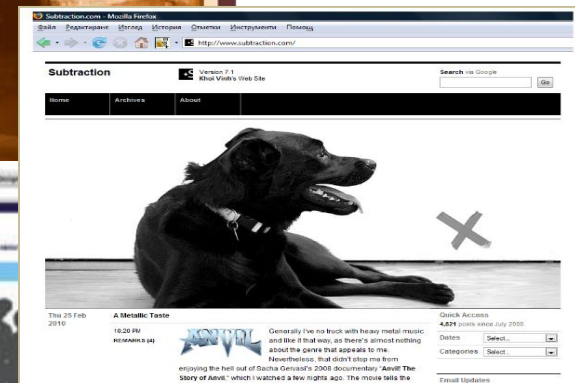 Subtraction.com - Mozilla Firefox
Файл Редактиране Изглед История Отметки Инструменти Помощ
http://www.subtraction.com/
Subtraction
Version 7.1
Khoi Vinh's Web Site
Search via Google
Go
Home Archives About
Thu 25 Feb
2010
A Metallic Taste
10:20 PM
REMARKS (4)
ANVIL
Generally I've no truck with heavy metal music
and like it that way, as there's almost nothing
about the genre that appeals to me.
Nevertheless, that didn't stop me from
enjoying the hell out of Sacha Gervasi's 2008 documentary "Anvil! The
Story of Anvil," which I watched a few nights ago. The movie tells the
Quick Access
4,821 posts since July 2000
Dates Select...
Categories Select...
Email Updates